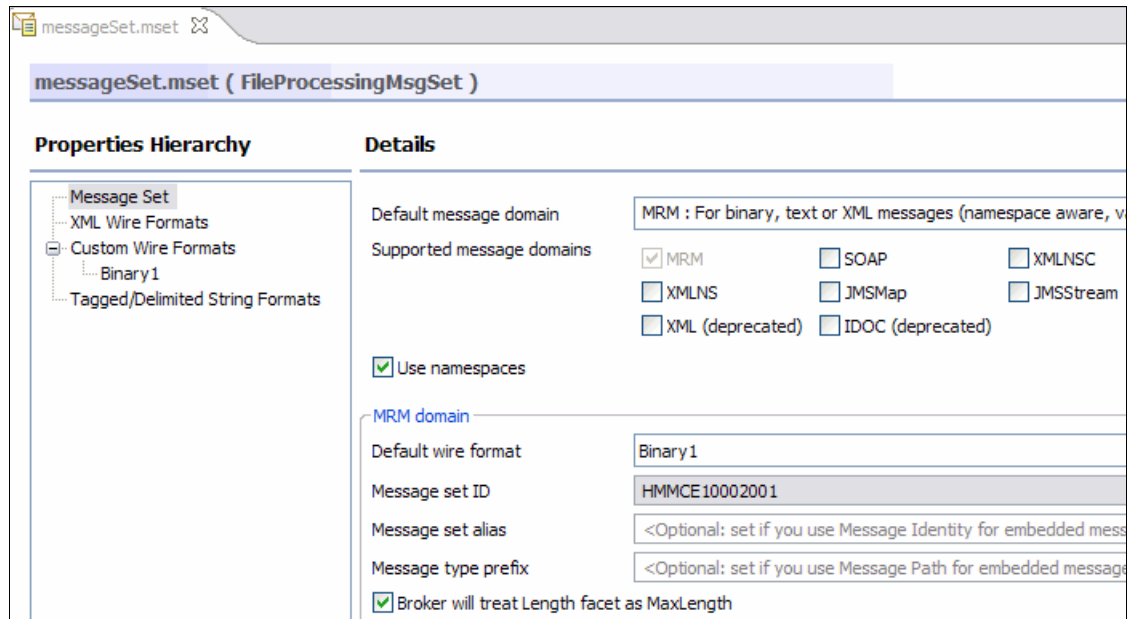 messageSet.mset
messageSet.mset ( FileProcessingMsgSet )
Properties Hierarchy
Message Set
XML Wire Formats
Custom Wire Formats
Binary1
Tagged/Delimited String Formats
Details
Default message domain MRM : For binary, text or XML messages (namespace aware, va
Supported message domains
MRM SOAP XMLNSC
XMLNS JMSMap JMSStream
XML (deprecated) IDOC (deprecated)
Use namespaces
MRM domain
Default wire format Binary1
Message set ID HMMCE10002001
Message set alias <Optional: set if you use Message Identity for embedded mess
Message type prefix <Optional: set if you use Message Path for embedded message
Broker will treat Length facet as MaxLength